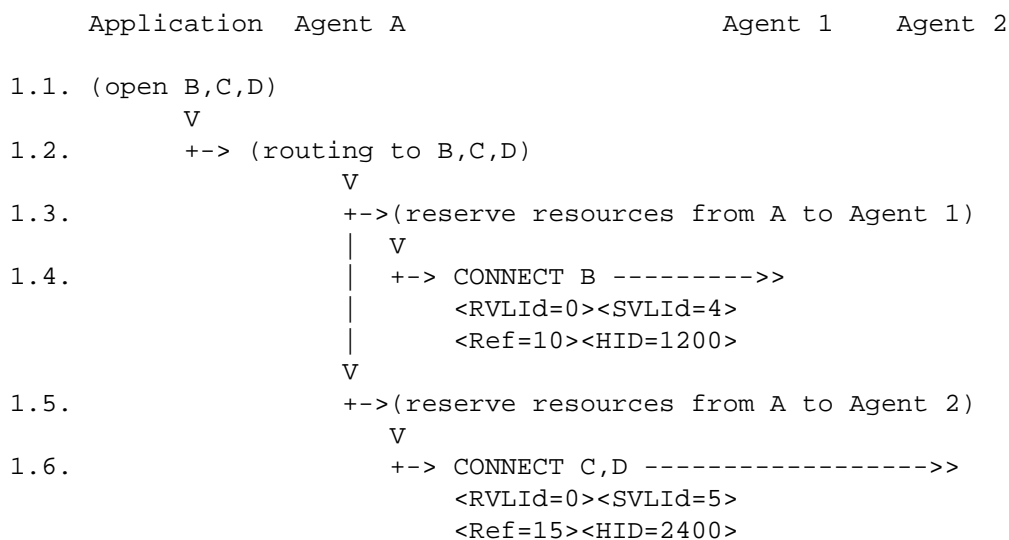 Application  Agent A                    Agent 1    Agent 2

1.1. (open B,C,D)
           V
1.2.       +-> (routing to B,C,D)
                     V
1.3.                 +->(reserve resources from A to Agent 1)
                     |  V
1.4.                 |  +-> CONNECT B --------->>
                     |      <RVLId=0><SVLId=4>
                     |      <Ref=10><HID=1200>
                     V
1.5.                 +->(reserve resources from A to Agent 2)
                        V
1.6.                    +-> CONNECT C,D ------------------>>
                            <RVLId=0><SVLId=5>
                            <Ref=15><HID=2400>